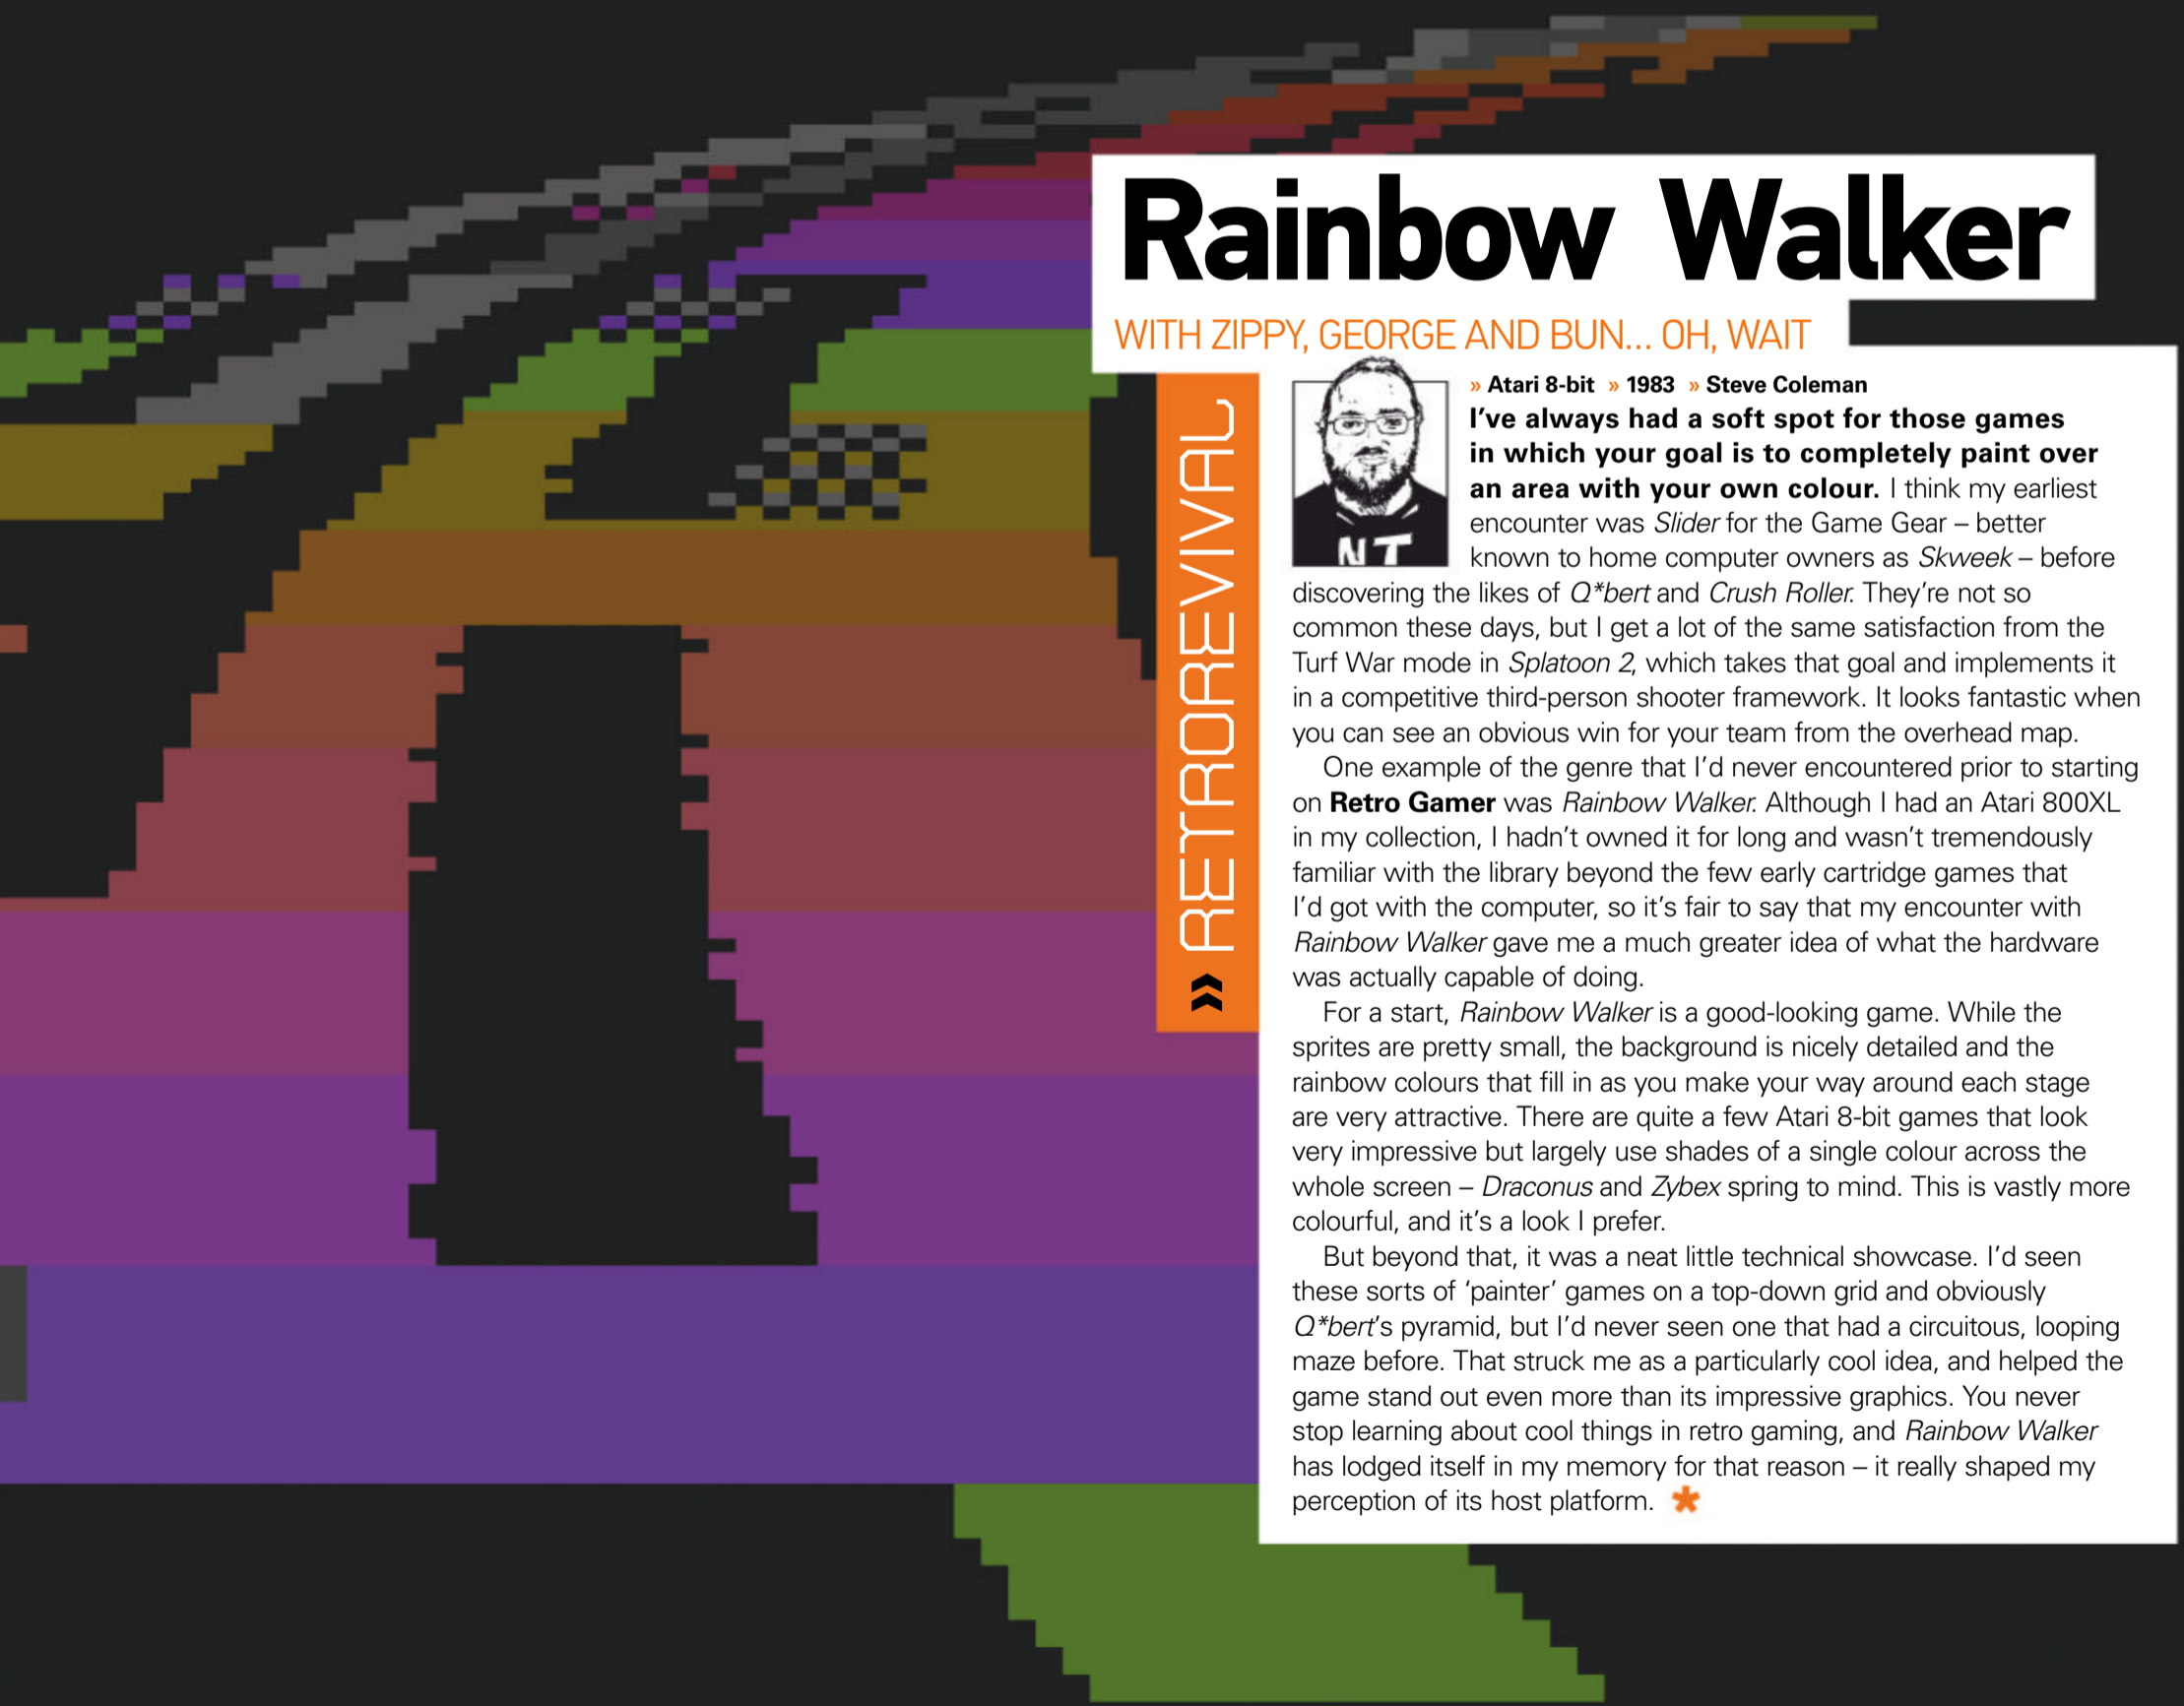 Rainbow Walker
WITH ZIPPY, GEORGE AND BUN... OH, WAIT
» RETROREVIVAL
» Atari 8-bit » 1983 » Steve Coleman
I've always had a soft spot for those games
in which your goal is to completely paint over
an area with your own colour. I think my earliest
encounter was Slider for the Game Gear – better
known to home computer owners as Skweek – before
discovering the likes of Q*bert and Crush Roller. They're not so
common these days, but I get a lot of the same satisfaction from the
Turf War mode in Splatoon 2, which takes that goal and implements it
in a competitive third-person shooter framework. It looks fantastic when
you can see an obvious win for your team from the overhead map.
One example of the genre that I'd never encountered prior to starting
on Retro Gamer was Rainbow Walker. Although I had an Atari 800XL
in my collection, I hadn't owned it for long and wasn't tremendously
familiar with the library beyond the few early cartridge games that
I'd got with the computer, so it's fair to say that my encounter with
Rainbow Walker gave me a much greater idea of what the hardware
was actually capable of doing.
For a start, Rainbow Walker is a good-looking game. While the
sprites are pretty small, the background is nicely detailed and the
rainbow colours that fill in as you make your way around each stage
are very attractive. There are quite a few Atari 8-bit games that look
very impressive but largely use shades of a single colour across the
whole screen – Draconus and Zybex spring to mind. This is vastly more
colourful, and it's a look I prefer.
But beyond that, it was a neat little technical showcase. I'd seen
these sorts of ‘painter’ games on a top-down grid and obviously
Q*bert's pyramid, but I'd never seen one that had a circuitous, looping
maze before. That struck me as a particularly cool idea, and helped the
game stand out even more than its impressive graphics. You never
stop learning about cool things in retro gaming, and Rainbow Walker
has lodged itself in my memory for that reason – it really shaped my
perception of its host platform. *
NT